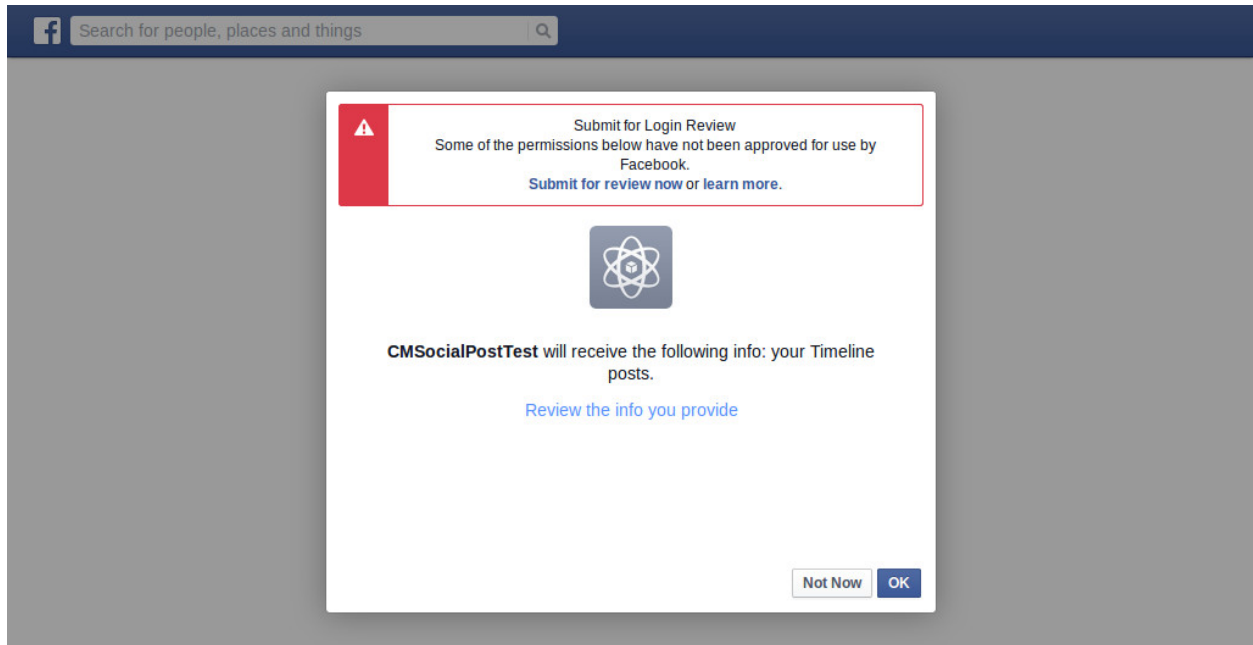 Search for people, places and things
Submit for Login Review
Some of the permissions below have not been approved for use by
Facebook.
Submit for review now or learn more.
CMSocialPostTest will receive the following info: your Timeline
posts.
Review the info you provide
Not Now OK